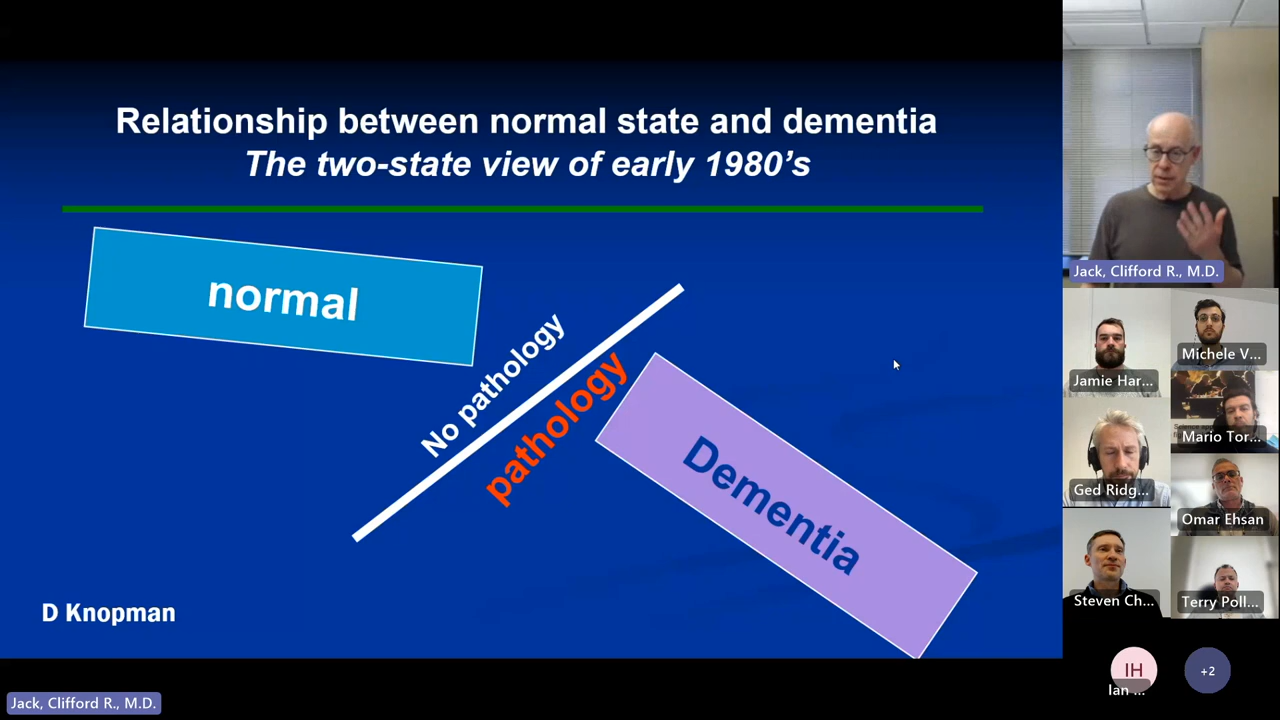 Relationship between normal state and dementia
The two-state view of early 1980's
normal
No pathology
pathology
Dementia
D Knopman
Jack, Clifford R., M.D.
Jack, Clifford R., M.D.
Jamie Har...
Michele V...
Mario Tor...
Ged Ridg...
Omar Ehsan
Steven Ch...
Terry Poll...
IH
Ian ...
+2